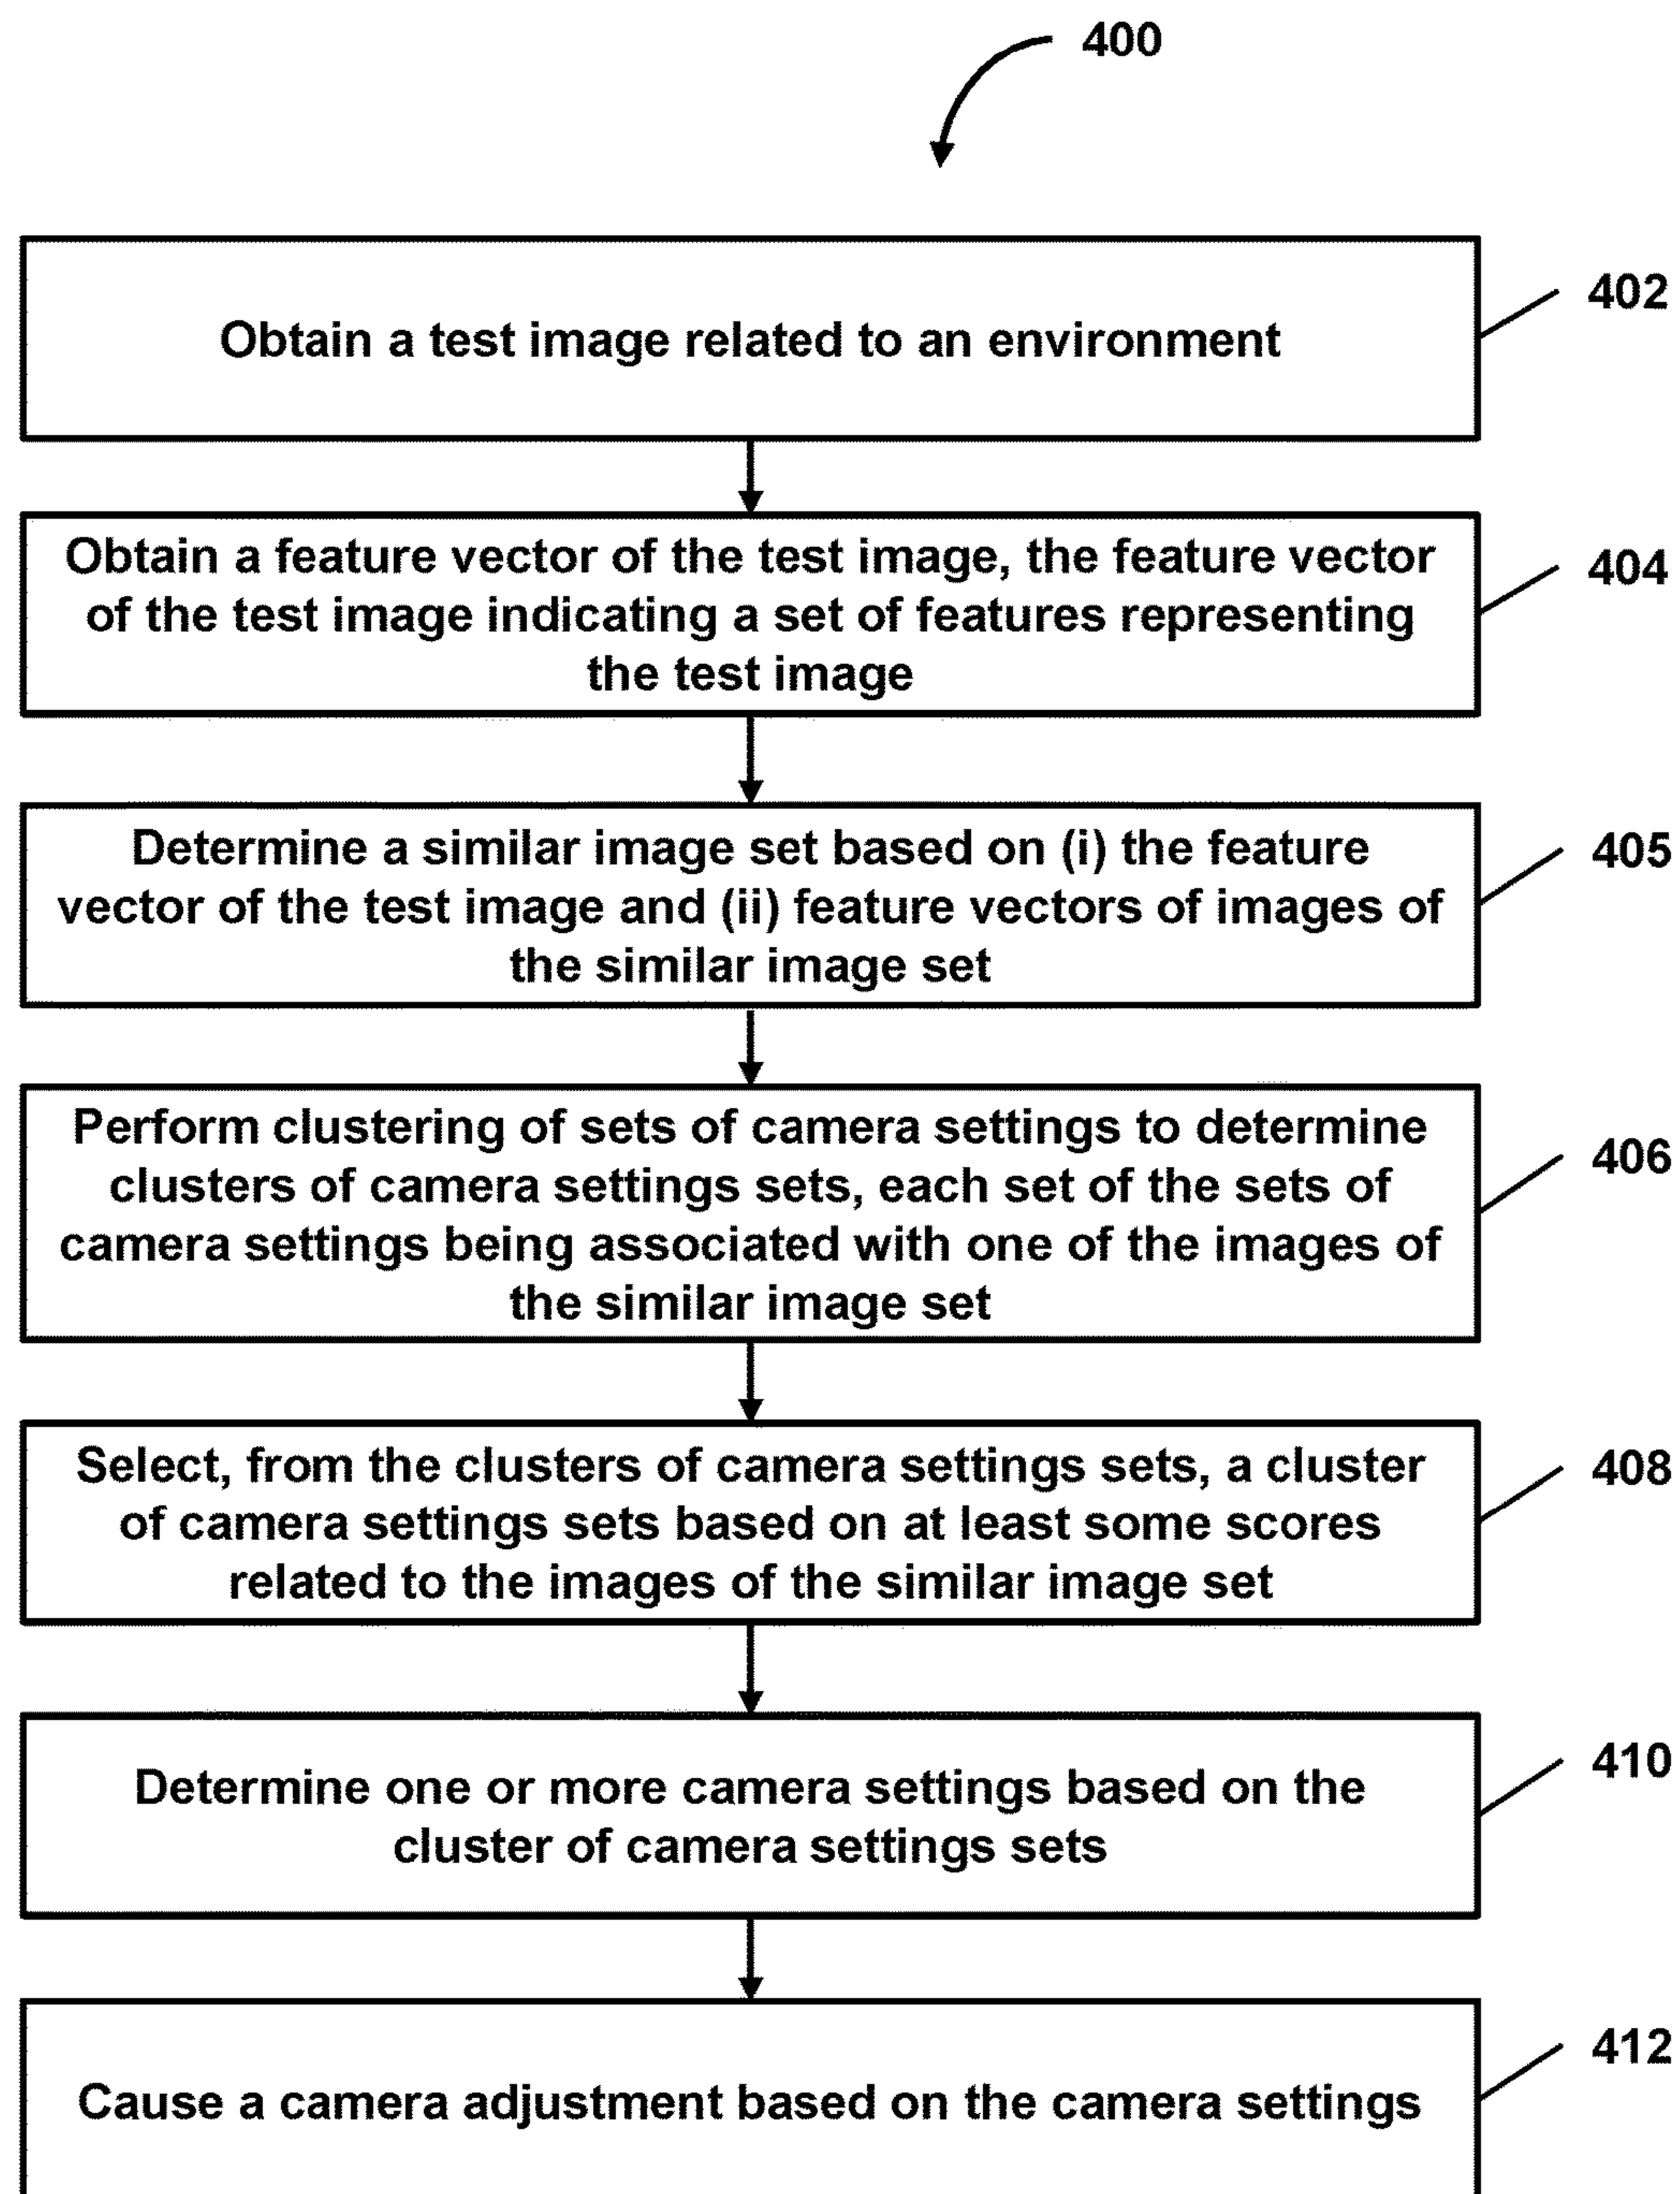 400
Obtain a test image related to an environment
402
Obtain a feature vector of the test image, the feature vector
of the test image indicating a set of features representing
the test image
404
Determine a similar image set based on (i) the feature
vector of the test image and (ii) feature vectors of images of
the similar image set
405
Perform clustering of sets of camera settings to determine
clusters of camera settings sets, each set of the sets of
camera settings being associated with one of the images of
the similar image set
406
Select, from the clusters of camera settings sets, a cluster
of camera settings sets based on at least some scores
related to the images of the similar image set
408
Determine one or more camera settings based on the
cluster of camera settings sets
410
Cause a camera adjustment based on the camera settings
412